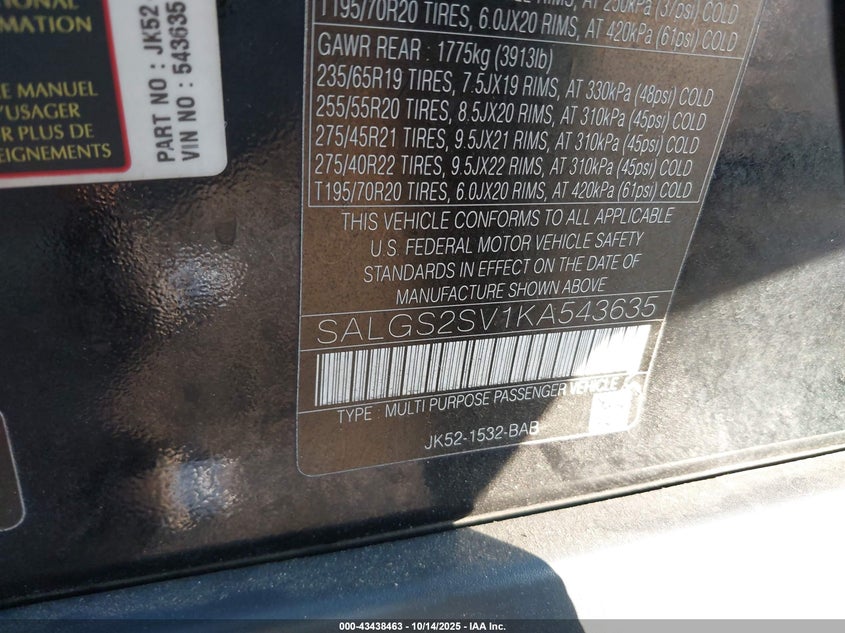 ONAL
RMATION
E MANUEL
'USAGER
R PLUS DE
EIGNEMENTS
PART NO : JK52
VIN NO : 543635
T195/70R20 TIRES, 6.0JX20 RIMS, AT 420kPa (61psi) COLD
GAWR REAR : 1775kg (3913lb)
235/65R19 TIRES, 7.5JX19 RIMS, AT 330kPa (48psi) COLD
255/55R20 TIRES, 8.5JX20 RIMS, AT 310kPa (45psi) COLD
275/45R21 TIRES, 9.5JX21 RIMS, AT 310kPa (45psi) COLD
275/40R22 TIRES, 9.5JX22 RIMS, AT 310kPa (45psi) COLD
T195/70R20 TIRES, 6.0JX20 RIMS, AT 420kPa (61psi) COLD
THIS VEHICLE CONFORMS TO ALL APPLICABLE
U.S. FEDERAL MOTOR VEHICLE SAFETY
STANDARDS IN EFFECT ON THE DATE OF
MANUFACTURE SHOWN ABOVE
SALGS2SV1KA543635
TYPE : MULTI PURPOSE PASSENGER VEHICLE
JK52-1532-BAB
000-43438463 - 10/14/2025 - IAA Inc.